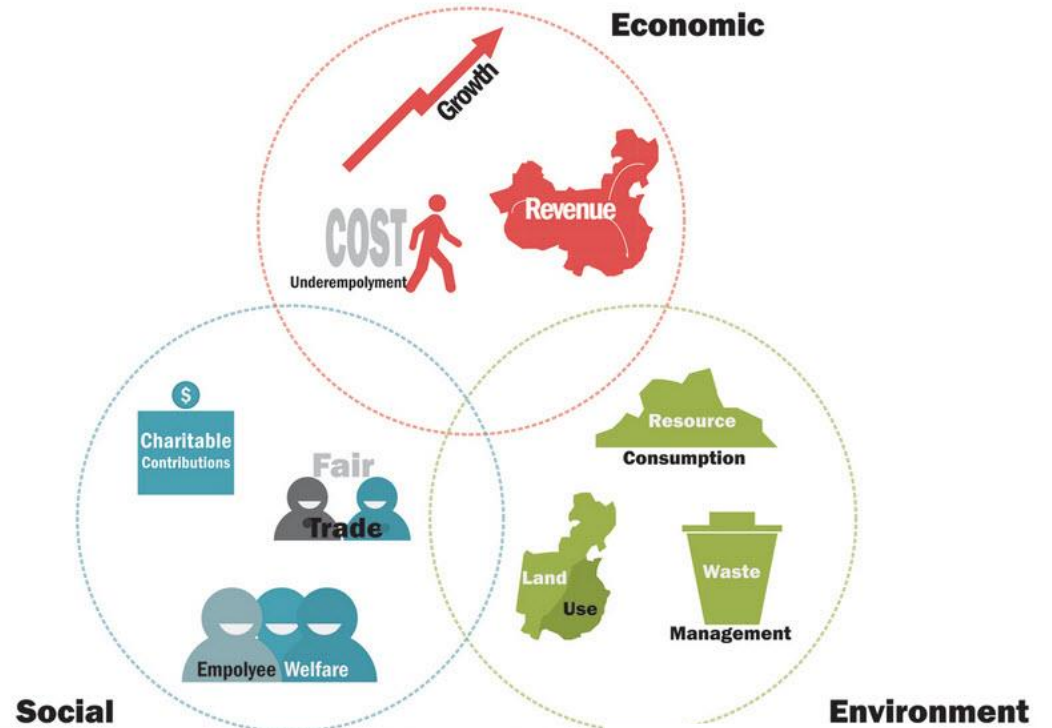 Economic
Growth
Revenue
COST
Underempolyment
$
Charitable
Contributions
Fair
Trade
Empolyee Welfare
Social
Resource
Consumption
Land
Use
Waste
Management
Environment